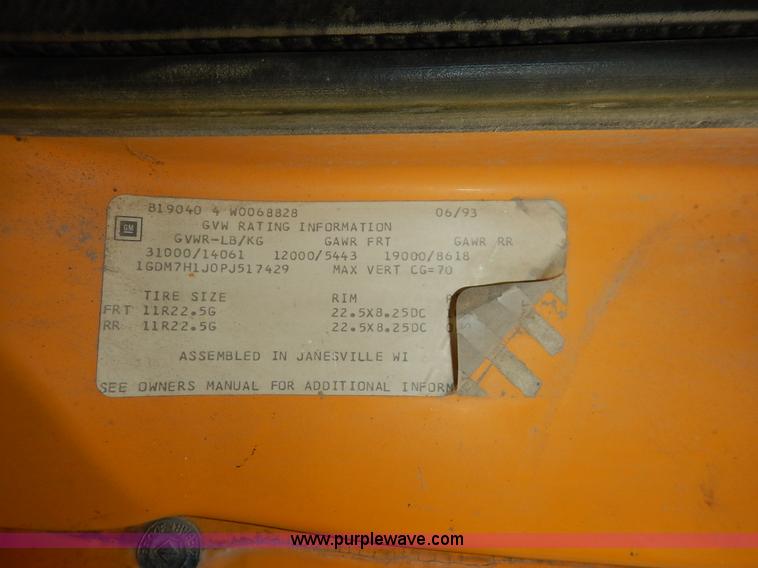 819040 4 W0068828 06/93
GM GVW RATING INFORMATION
GVWR-LB/KG GAWR FRT GAWR RR
31000/14061 12000/5443 19000/8618
1GDM7H1J0PJ517429 MAX VERT CG=70
TIRE SIZE RIM
FRT 11R22.5G 22.5X8.25DC
RR 11R22.5G 22.5X8.25DC
ASSEMBLED IN JANESVILLE WI
SEE OWNERS MANUAL FOR ADDITIONAL INFORM
www.purplewave.com